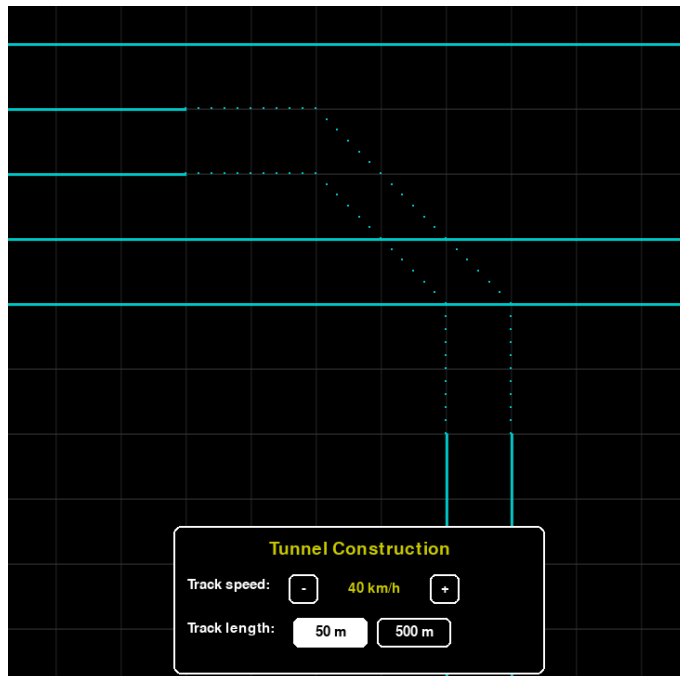 Tunnel Construction
Track speed: - 40 km/h +
Track length: 50 m 500 m